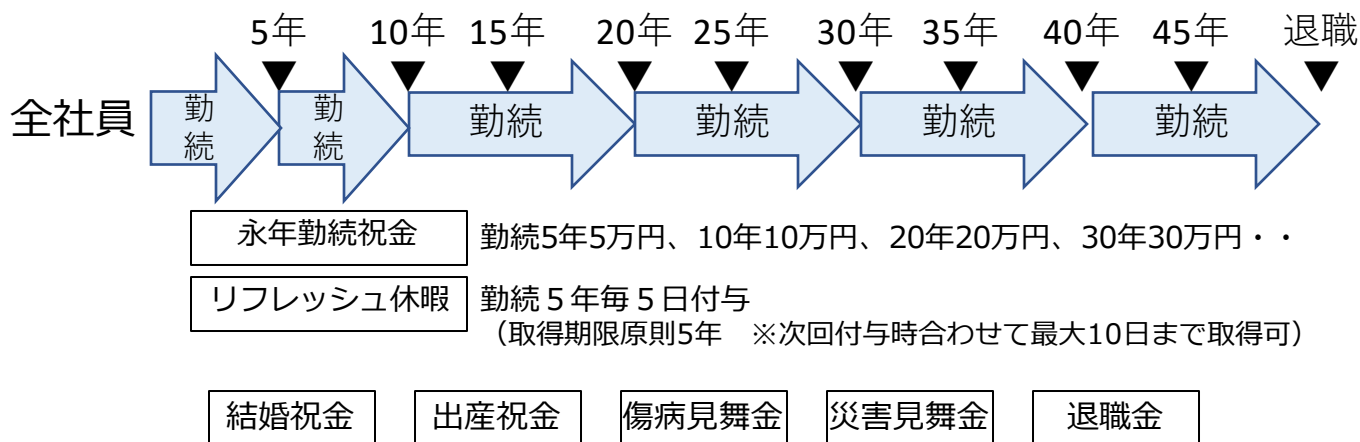 5年 10年 15年 20年 25年 30年 35年 40年 45年 退職
全社員 勤続 勤続 勤続 勤続 勤続 勤続
永年勤続祝金 勤続5年5万円、10年10万円、20年20万円、30年30万円・・
リフレッシュ休暇 勤続５年毎５日付与
（取得期限原則5年　※次回付与時合わせて最大10日まで取得可）
結婚祝金 出産祝金 傷病見舞金 災害見舞金 退職金